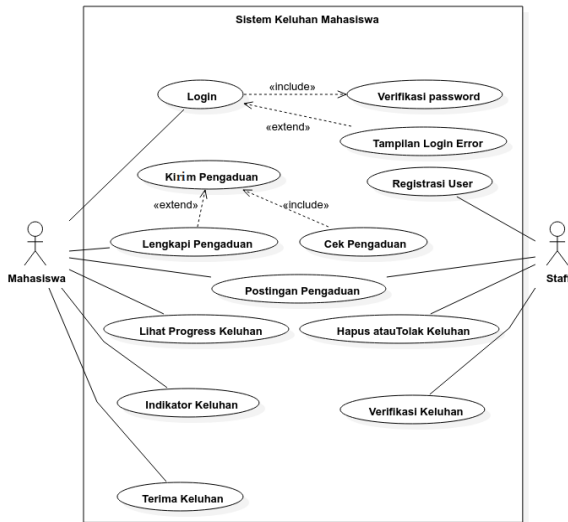 Sistem Keluhan Mahasiswa
Login
«include»
Verifikasi password
«extend»
Tampilan Login Error
Kirim Pengaduan
Registrasi User
«extend»
«include»
Lengkapi Pengaduan
Cek Pengaduan
Mahasiswa
Staff
Postingan Pengaduan
Lihat Progress Keluhan
Hapus atauTolak Keluhan
Indikator Keluhan
Verifikasi Keluhan
Terima Keluhan